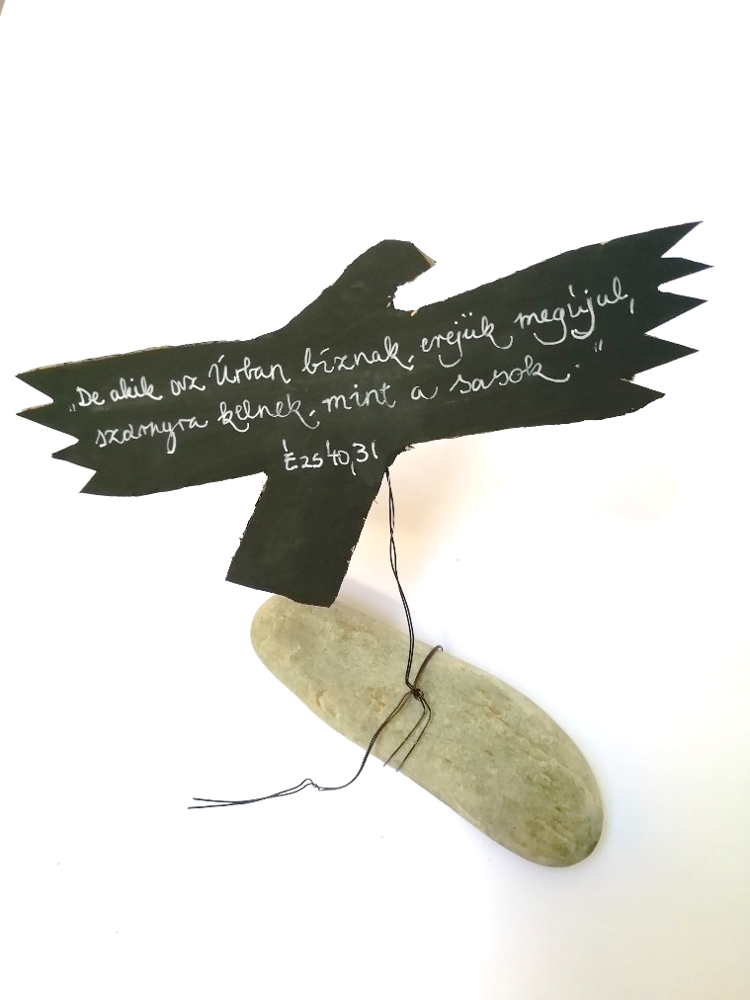 „De akik az Úrban bíznak, erejük megújul,
szárnyra kelnek, mint a sasok."
Ézs 40,31